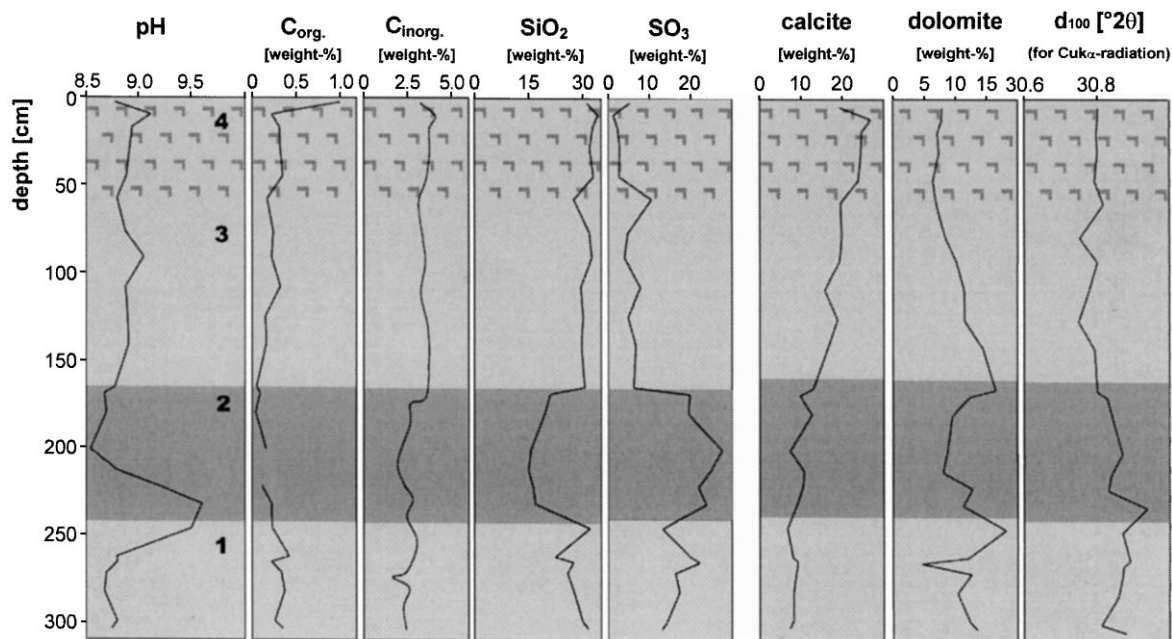 pH C_org. C_inorg. SiO₂ SO₃ calcite dolomite d₁₀₀ [°2θ]
[weight-%] [weight-%] [weight-%] [weight-%] [weight-%] [weight-%] (for Cukα-radiation)
8.5 9.0 9.5 0 0.5 1.0 0 2.5 5.0 0 15 30 0 10 20 0 10 20 0 5 10 15 30.6 30.8
depth [cm]
0
50
100
150
200
250
300
4
3
2
1